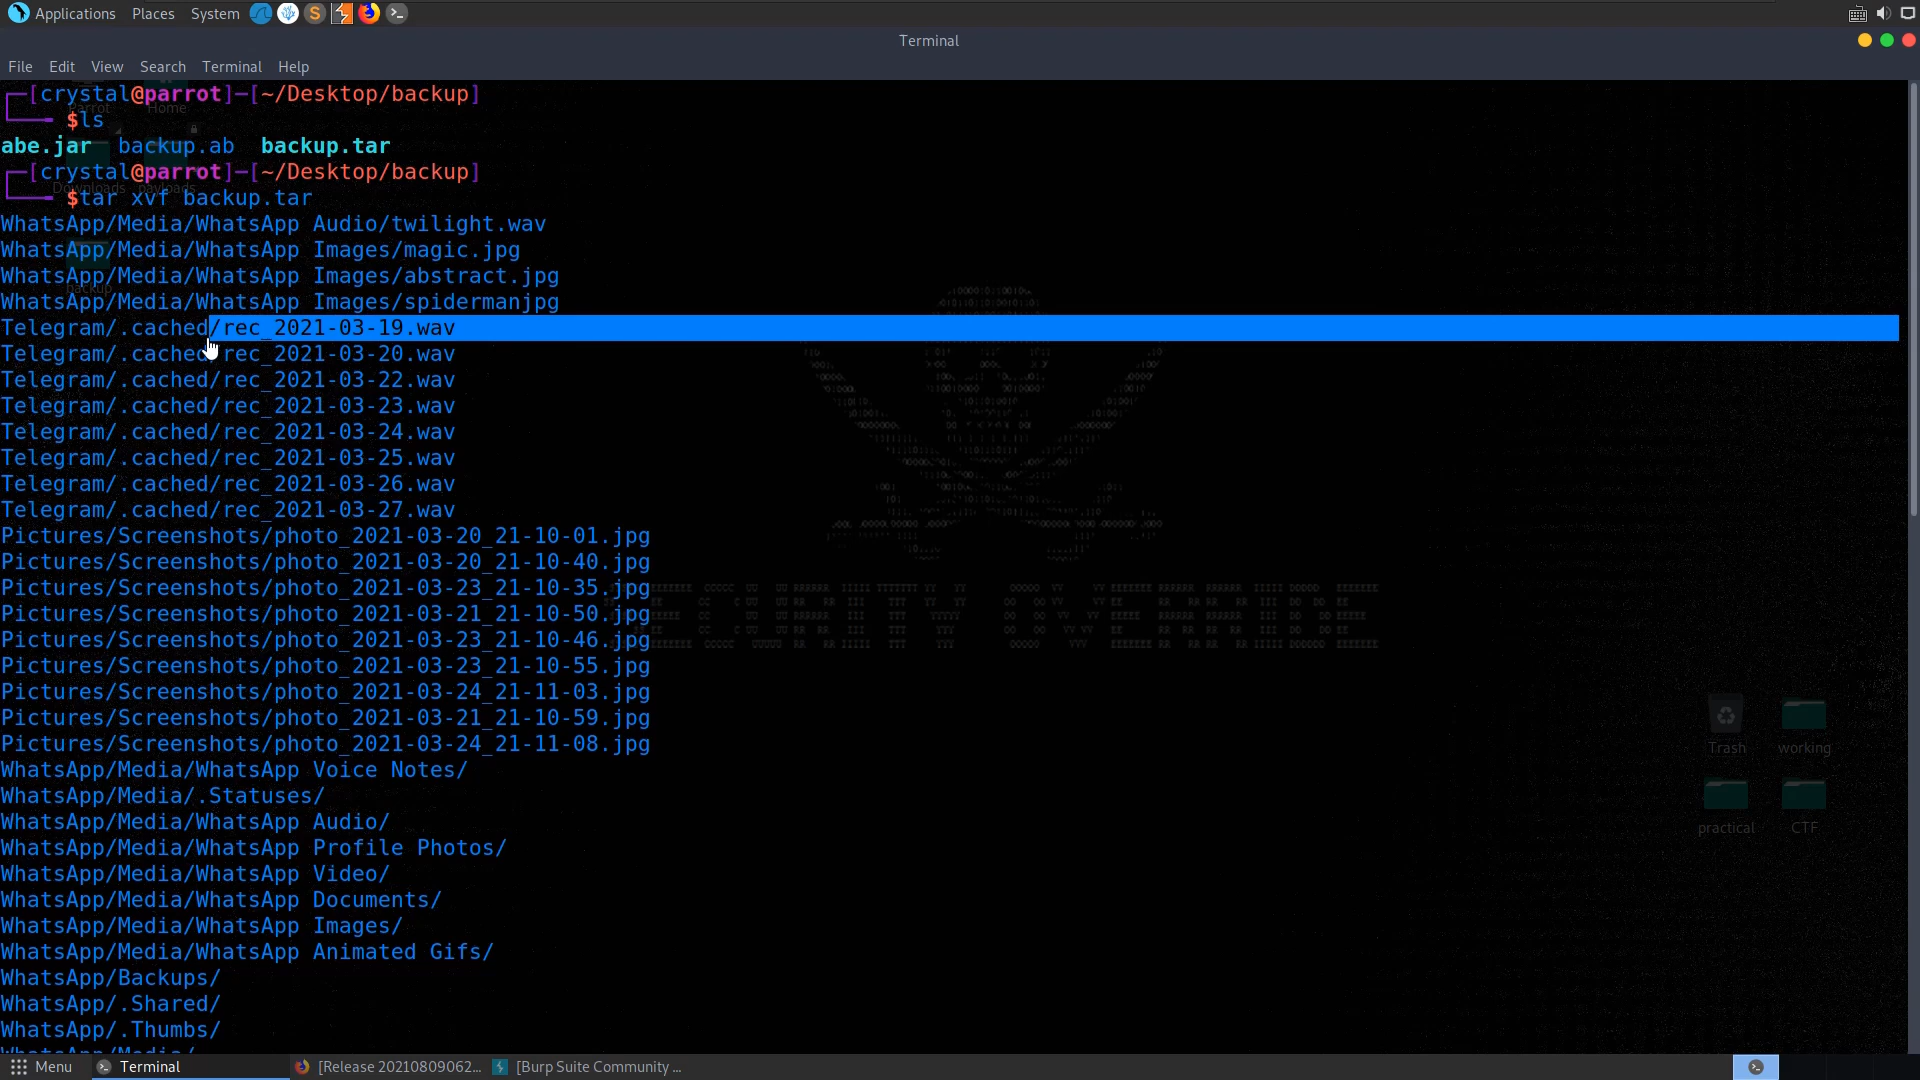 Applications Places System
Terminal
File Edit View Search Terminal Help
┌─[crystal@parrot]─[~/Desktop/backup]
└──╼ $ls
abe.jar backup.ab backup.tar
┌─[crystal@parrot]─[~/Desktop/backup]
└──╼ $tar xvf backup.tar
WhatsApp/Media/WhatsApp Audio/twilight.wav
WhatsApp/Media/WhatsApp Images/magic.jpg
WhatsApp/Media/WhatsApp Images/abstract.jpg
WhatsApp/Media/WhatsApp Images/spidermanjpg
Telegram/.cached/rec_2021-03-19.wav
Telegram/.cached/rec_2021-03-20.wav
Telegram/.cached/rec_2021-03-22.wav
Telegram/.cached/rec_2021-03-23.wav
Telegram/.cached/rec_2021-03-24.wav
Telegram/.cached/rec_2021-03-25.wav
Telegram/.cached/rec_2021-03-26.wav
Telegram/.cached/rec_2021-03-27.wav
Pictures/Screenshots/photo_2021-03-20_21-10-01.jpg
Pictures/Screenshots/photo_2021-03-20_21-10-40.jpg
Pictures/Screenshots/photo_2021-03-23_21-10-35.jpg
Pictures/Screenshots/photo_2021-03-21_21-10-50.jpg
Pictures/Screenshots/photo_2021-03-23_21-10-46.jpg
Pictures/Screenshots/photo_2021-03-23_21-10-55.jpg
Pictures/Screenshots/photo_2021-03-24_21-11-03.jpg
Pictures/Screenshots/photo_2021-03-21_21-10-59.jpg
Pictures/Screenshots/photo_2021-03-24_21-11-08.jpg
WhatsApp/Media/WhatsApp Voice Notes/
WhatsApp/Media/.Statuses/
WhatsApp/Media/WhatsApp Audio/
WhatsApp/Media/WhatsApp Profile Photos/
WhatsApp/Media/WhatsApp Video/
WhatsApp/Media/WhatsApp Documents/
WhatsApp/Media/WhatsApp Images/
WhatsApp/Media/WhatsApp Animated Gifs/
WhatsApp/Backups/
WhatsApp/.Shared/
WhatsApp/.Thumbs/
WhatsApp/Media/
Parrot Home
Downloads payloads
backup
Trash working
practical CTF
Menu Terminal [Release 20210809062... [Burp Suite Community ...